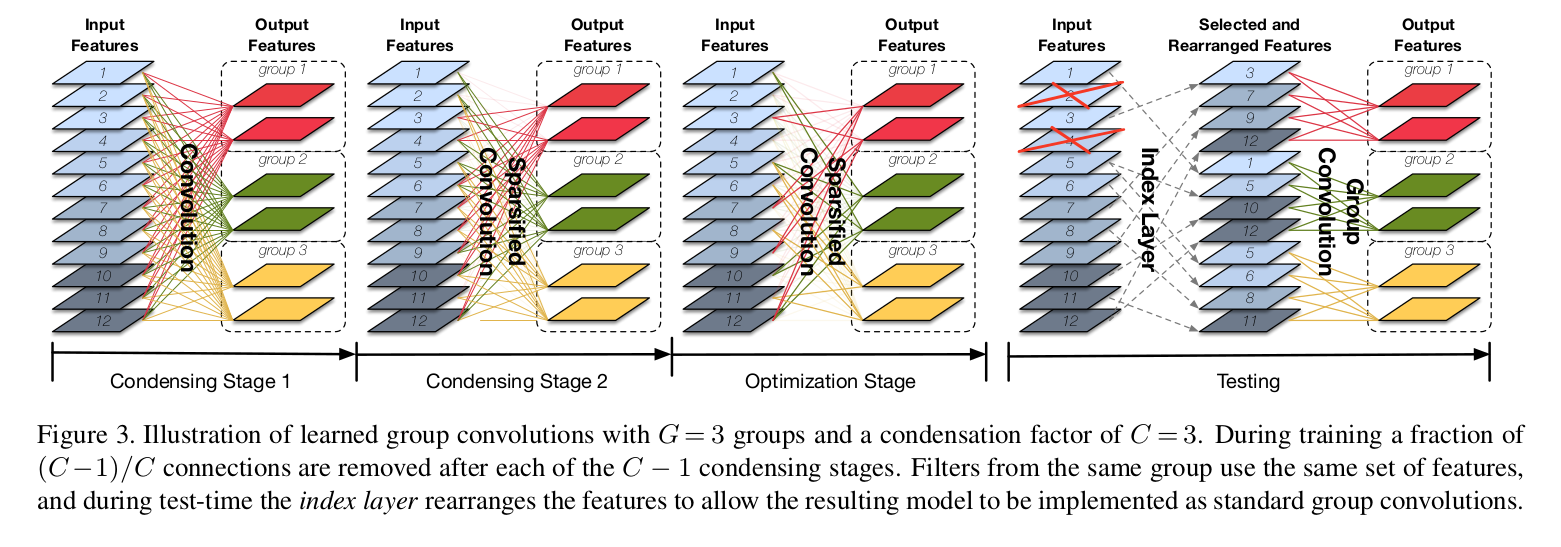 Input
Features
Output
Features
Input
Features
Output
Features
Input
Features
Output
Features
Input
Features
Selected and
Rearranged Features
Output
Features
1
2
3
4
5
6
7
8
9
10
11
12
Convolution
group 1
group 2
group 3
1
2
3
4
5
6
7
8
9
10
11
12
Sparsified
Convolution
group 1
group 2
group 3
1
2
3
4
5
6
7
8
9
10
11
12
Sparsified
Convolution
group 1
group 2
group 3
1
2
3
4
5
6
7
8
9
10
11
12
Index Layer
3
7
9
12
1
5
10
12
5
6
8
11
Group
Convolution
group 1
group 2
group 3
Condensing Stage 1
Condensing Stage 2
Optimization Stage
Testing
Figure 3. Illustration of learned group convolutions with G = 3 groups and a condensation factor of C = 3. During training a fraction of
(C−1)/C connections are removed after each of the C − 1 condensing stages. Filters from the same group use the same set of features,
and during test-time the index layer rearranges the features to allow the resulting model to be implemented as standard group convolutions.